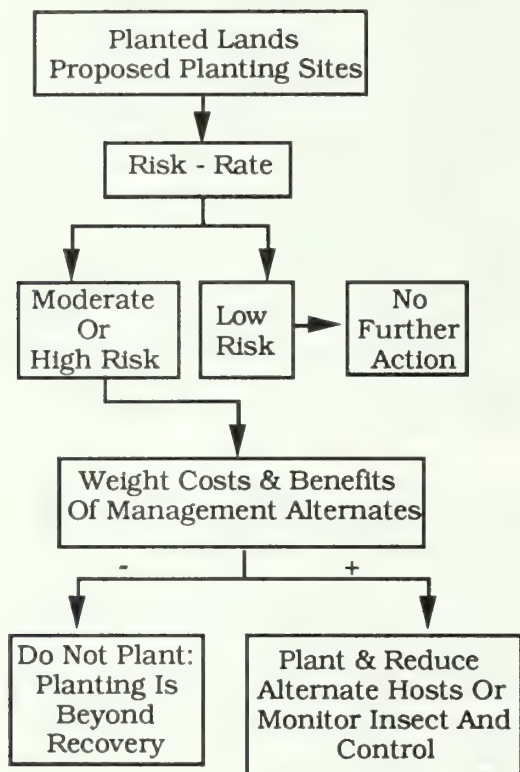 Planted Lands
Proposed Planting Sites
Risk - Rate
Moderate
Or
High Risk
Low
Risk
No
Further
Action
Weight Costs & Benefits
Of Management Alternates
-
+
Do Not Plant:
Planting Is
Beyond
Recovery
Plant & Reduce
Alternate Hosts Or
Monitor Insect And
Control